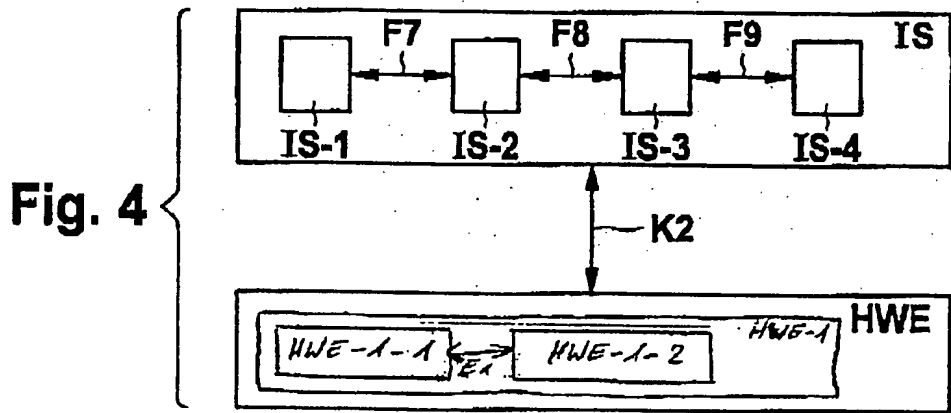 F7 F8 F9 IS
IS-1 IS-2 IS-3 IS-4
Fig. 4
K2
HWE
HWE-1
HWE-1-1 HWE-1-2
E1